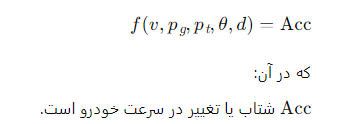 f(v, p_g, p_t, θ, d) = Acc
که در آن:
Acc شتاب یا تغییر در سرعت خودرو است.